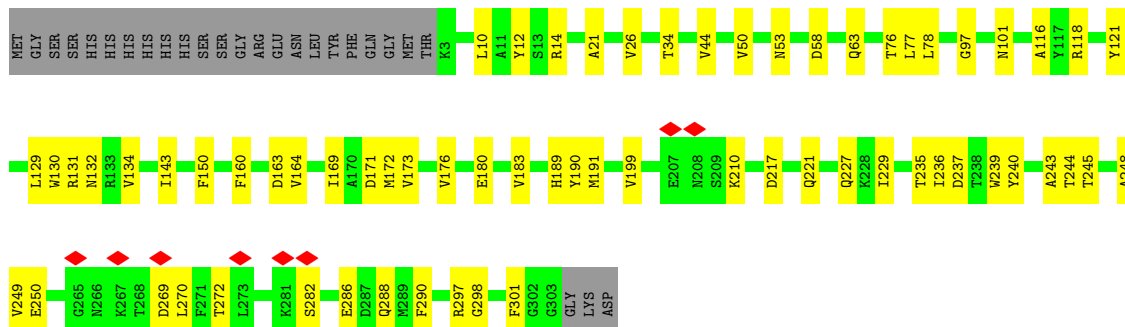 MET GLY SER SER HIS HIS HIS HIS HIS HIS SER SER GLY ARG GLU ASN LEU TYR PHE GLN GLY MET THR K3 L10 A11 Y12 S13 R14 A21 V26 T34 V44 V50 N53 D58 Q63 T76 L77 L78 G97 N101 A116 Y117 R118 Y121
L129 W130 R131 N132 R133 V134 I143 F150 F160 D163 V164 I169 A170 D171 M172 V173 V176 E180 V183 H189 Y190 M191 V199 E207 N208 S209 K210 D217 Q221 Q227 K228 I229 T235 I236 D237 T238 W239 Y240 A243 T244 T245
V249 E250 G265 N266 K267 T268 D269 L270 F271 T272 L273 K281 S282 E286 D287 Q288 M289 F290 R297 G298 F301 G302 G303 GLY LYS ASP